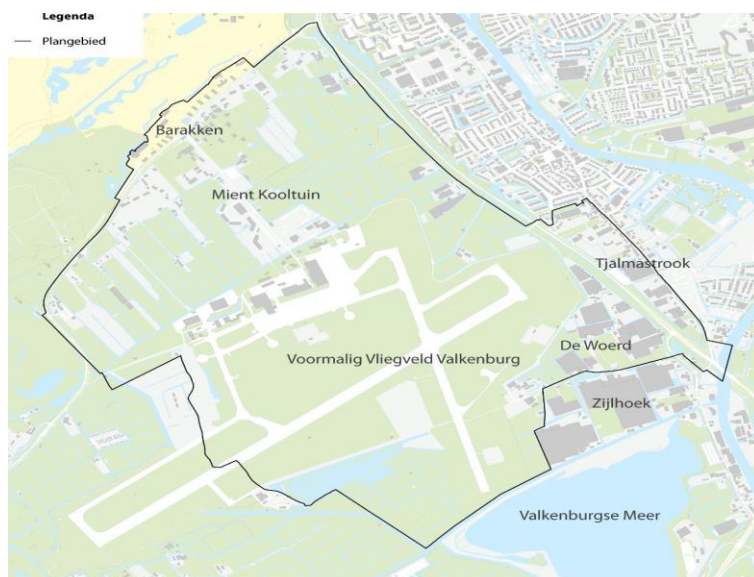 Legenda
Plangebied
Barakken
Mient Kooltuin
Tjalmastrook
De Woerd
Voormalig Vliegveld Valkenburg
Zijlhoek
Valkenburgse Meer